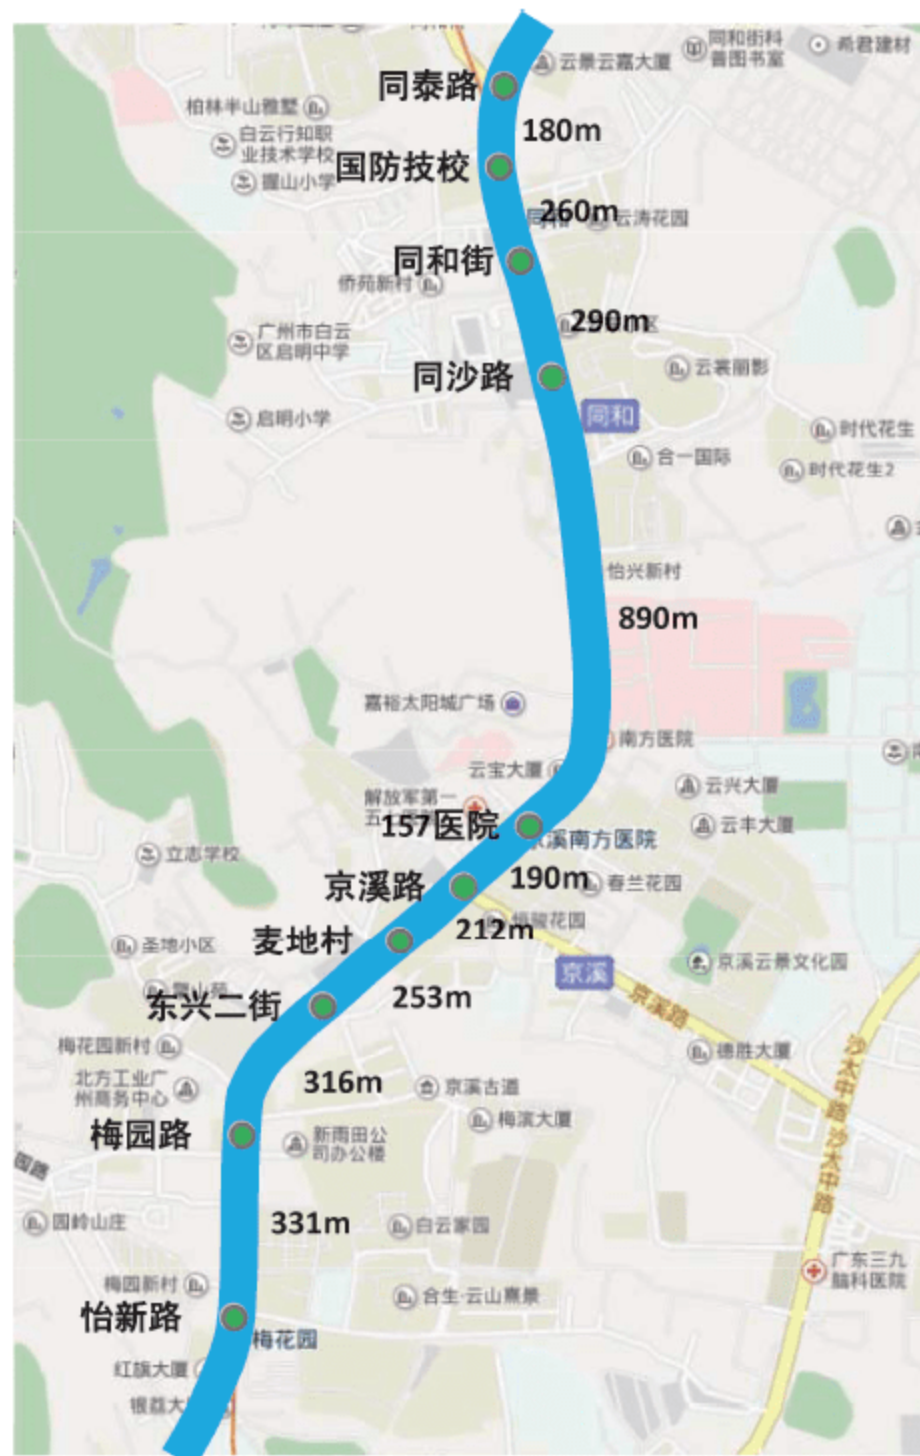 云景云嘉大厦
同和街科
普图书室
希君建材
同泰路
柏林半山雅墅
180m
白云行知职
业技术学校
国防技校
握山小学
260m
云涛花园
同和街
侨苑新村
290m
广州市白云
区启明中学
云裳丽影
同沙路
同和
启明小学
时代花生
合一国际
时代花生2
怡兴新村
890m
嘉裕太阳城广场
南方医院
云宝大厦
云兴大厦
解放军第一
157医院
云丰大厦
京溪南方医院
立志学校
京溪路
190m
春兰花园
恒骏花园
212m
麦地村
圣地小区
京溪云景文化园
京溪
253m
东兴二街
京溪路
梅花园新村
德胜大厦
沙太中路
北方工业广
州商务中心
316m
京溪古道
梅园路
梅滨大厦
新雨田公
司办公楼
沙太中路
园路
园岭山庄
331m
白云家园
广东三九
脑科医院
梅园新村
合生·云山熹景
怡新路
梅花园
红旗大厦
银荔大